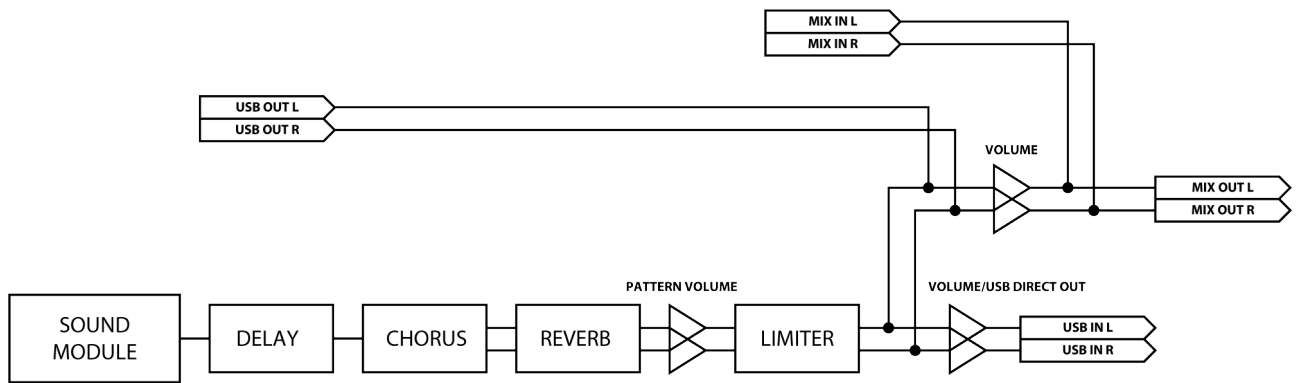 MIX IN L
MIX IN R
USB OUT L
USB OUT R
VOLUME
MIX OUT L
MIX OUT R
PATTERN VOLUME
VOLUME/USB DIRECT OUT
SOUND
MODULE
DELAY
CHORUS
REVERB
LIMITER
USB IN L
USB IN R